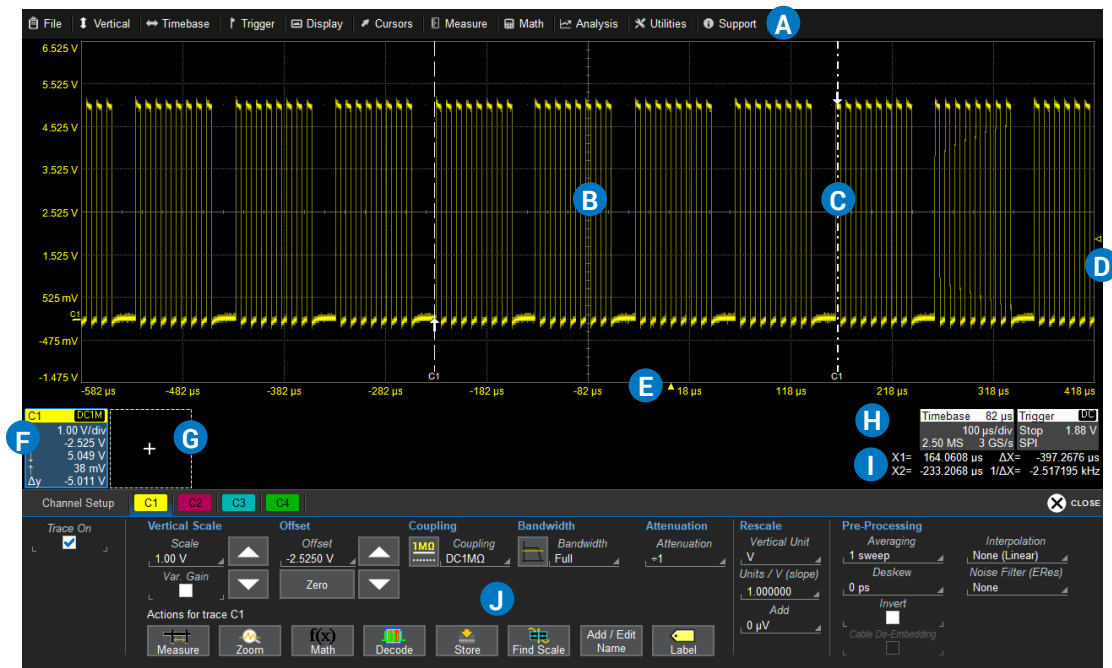 File Vertical Timebase Trigger Display Cursors Measure Math Analysis Utilities Support A
6.525 V
5.525 V
4.525 V
3.525 V
2.525 V
1.525 V
525 mV
C1
-475 mV
-1.475 V
B
C
D
C1 C1
E
-582 µs -482 µs -382 µs -282 µs -182 µs -82 µs 18 µs 118 µs 218 µs 318 µs 418 µs
F
C1 DC1M
1.00 V/div
-2.525 V
↓ 5.049 V
↑ 38 mV
Δy -5.011 V
+
G
H
Timebase 82 µs
100 µs/div
2.50 MS 3 GS/s
Trigger DC
Stop 1.88 V
SPI
I
X1= 164.0608 µs ΔX= -397.2676 µs
X2= -233.2068 µs 1/ΔX= -2.517195 kHz
Channel Setup C1 C2 C3 C4 CLOSE
Trace On
Vertical Scale
Scale
1.00 V
Var. Gain
Offset
Offset
-2.5250 V
Zero
Coupling
1MΩ
Coupling
DC1MΩ
Bandwidth
Bandwidth
Full
Attenuation
Attenuation
÷1
Rescale
Vertical Unit
V
Units / V (slope)
1.000000
Add
0 µV
Pre-Processing
Averaging
1 sweep
Deskew
0 ps
Invert
Cable De-Embedding
Interpolation
None (Linear)
Noise Filter (ERes)
None
J
Actions for trace C1
Measure
Zoom
f(x)
Math
Decode
Store
Find Scale
Add / Edit
Name
Label